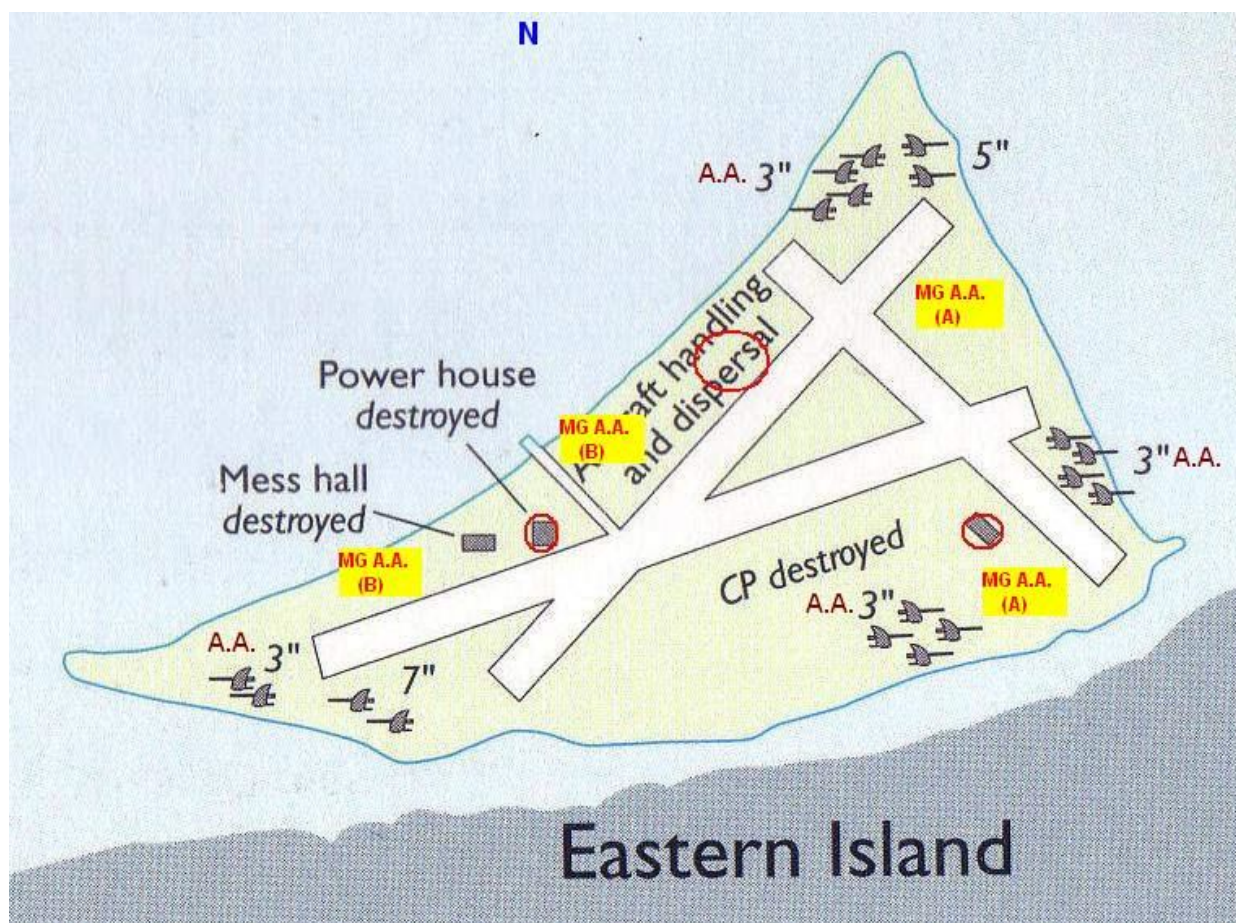 N
A.A. 3"
5"
MG A.A.
(A)
Aircraft handling
and dispersal
Power house
destroyed
MG A.A.
(B)
Mess hall
destroyed
3" A.A.
MG A.A.
(B)
CP destroyed
MG A.A.
(A)
A.A. 3"
A.A. 3"
7"
Eastern Island